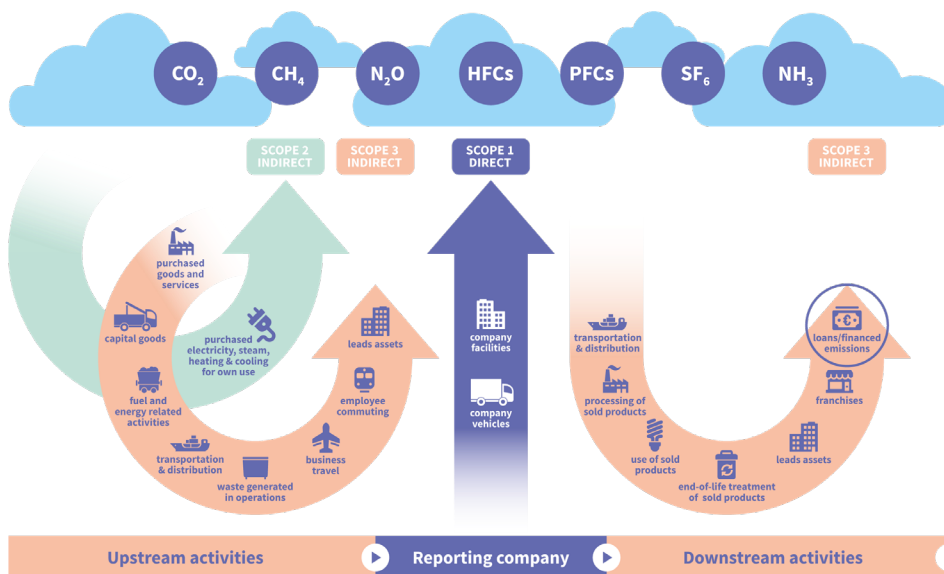 CO2
CH4
N2O
HFCs
PFCs
SF6
NH3
SCOPE 2
INDIRECT
SCOPE 3
INDIRECT
SCOPE 1
DIRECT
SCOPE 3
INDIRECT
purchased
goods and
services
capital goods
fuel and
energy related
activities
transportation
& distribution
waste generated
in operations
business
travel
employee
commuting
leads assets
purchased
electricity, steam,
heating & cooling
for own use
company
facilities
company
vehicles
transportation
& distribution
processing of
sold products
use of sold
products
end-of-life treatment
of sold products
leads assets
franchises
€
loans/financed
emissions
Upstream activities
Reporting company
Downstream activities